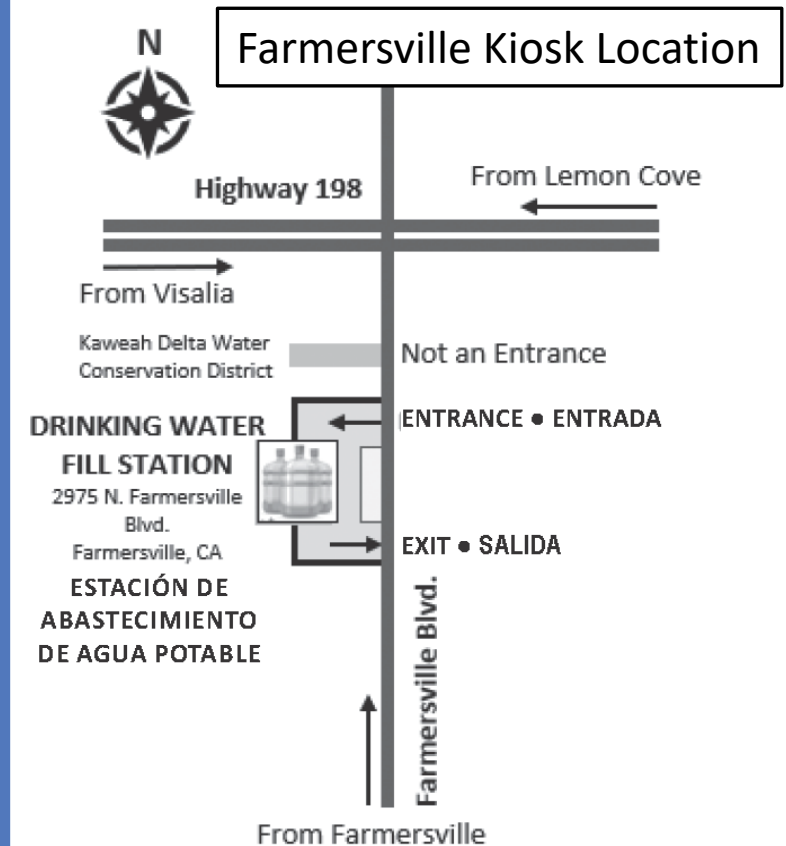 Farmersville Kiosk Location
N
Highway 198
From Lemon Cove
From Visalia
Kaweah Delta Water
Conservation District
Not an Entrance
DRINKING WATER
FILL STATION
2975 N. Farmersville
Blvd.
Farmersville, CA
ESTACIÓN DE
ABASTECIMIENTO
DE AGUA POTABLE
ENTRANCE ● ENTRADA
EXIT ● SALIDA
Farmersville Blvd.
From Farmersville